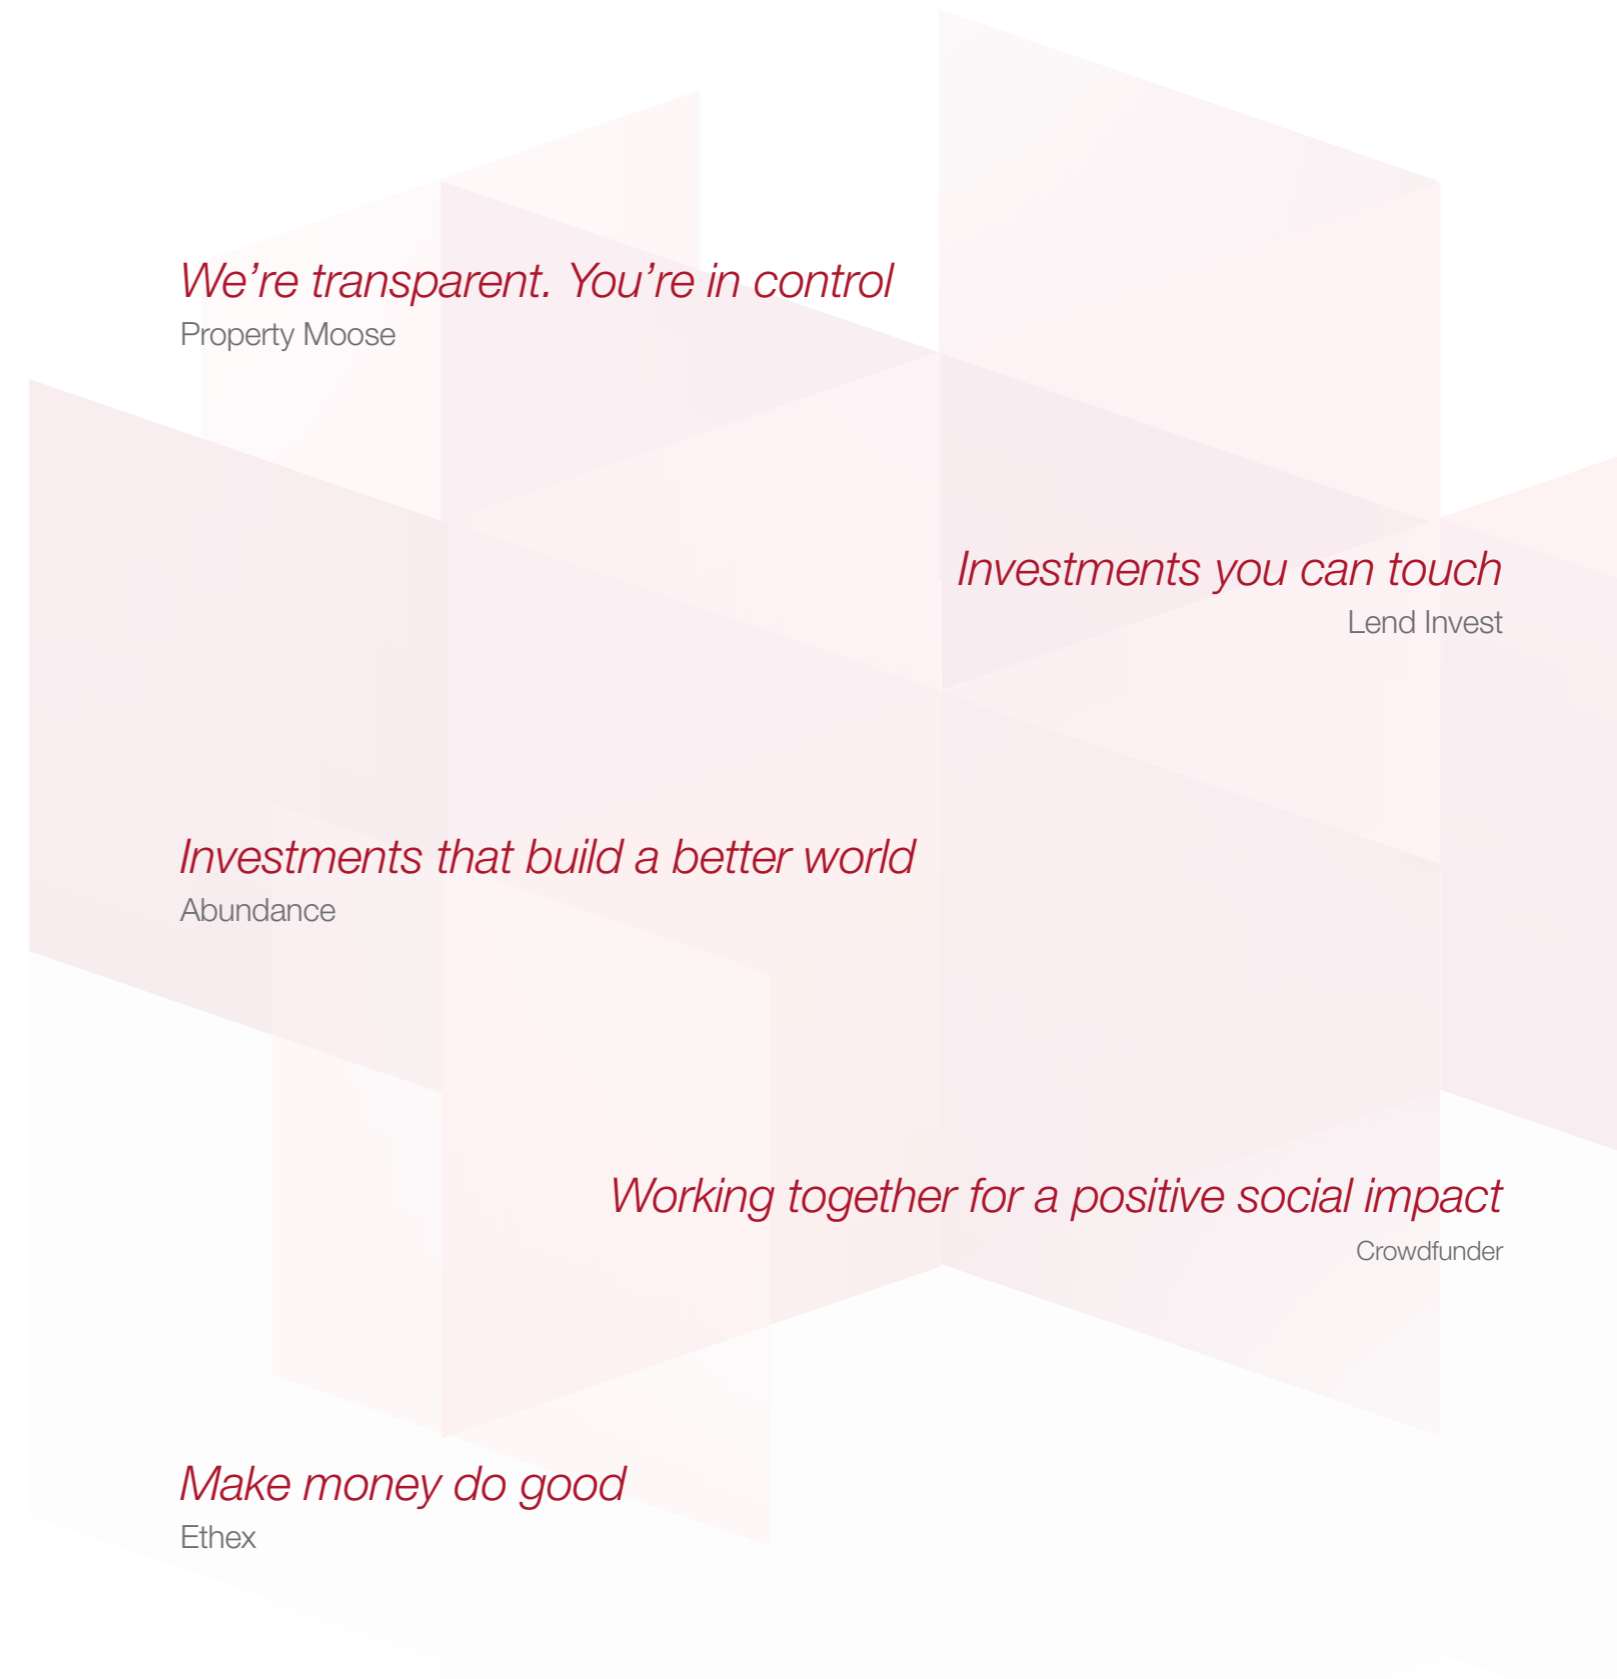 We’re transparent. You’re in control
Property Moose
Investments you can touch
Lend Invest
Investments that build a better world
Abundance
Working together for a positive social impact
Crowdfunder
Make money do good
Ethex